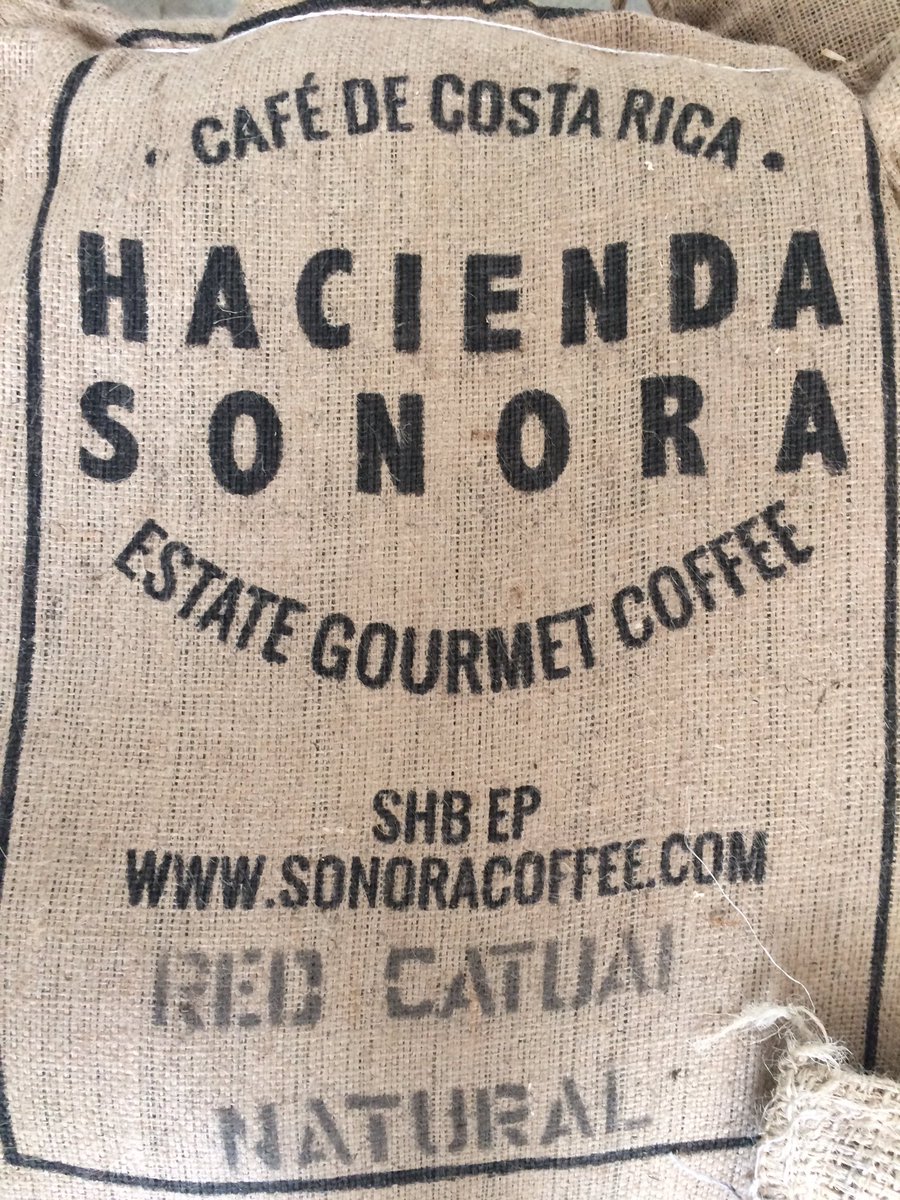 • CAFÉ DE COSTA RICA •
HACIENDA
SONORA
ESTATE GOURMET COFFEE
SHB EP
WWW.SONORACOFFEE.COM
RED CATUAI
NATURAL